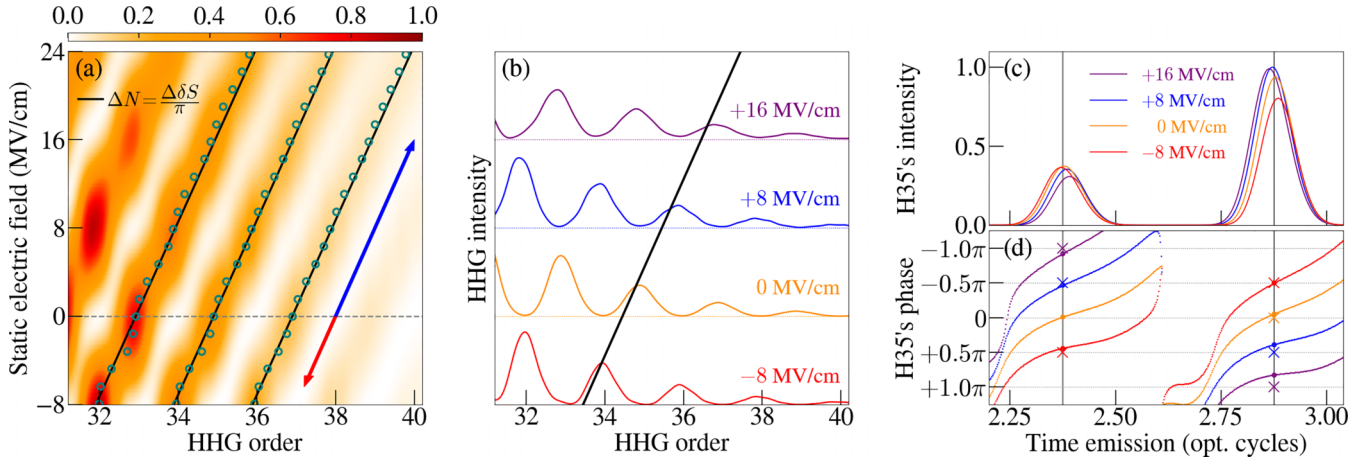 0.0 0.2 0.4 0.6 0.8 1.0
(a)
ΔN = ΔδS/π
Static electric field (MV/cm)
24
16
8
0
−8
32 34 36 38 40
HHG order
(b)
HHG intensity
+16 MV/cm
+8 MV/cm
0 MV/cm
−8 MV/cm
32 34 36 38 40
HHG order
(c)
H35's intensity
1.0
0.5
0.0
+16 MV/cm
+8 MV/cm
0 MV/cm
−8 MV/cm
(d)
H35's phase
−1.0π
−0.5π
0
+0.5π
+1.0π
2.25 2.50 2.75 3.00
Time emission (opt. cycles)